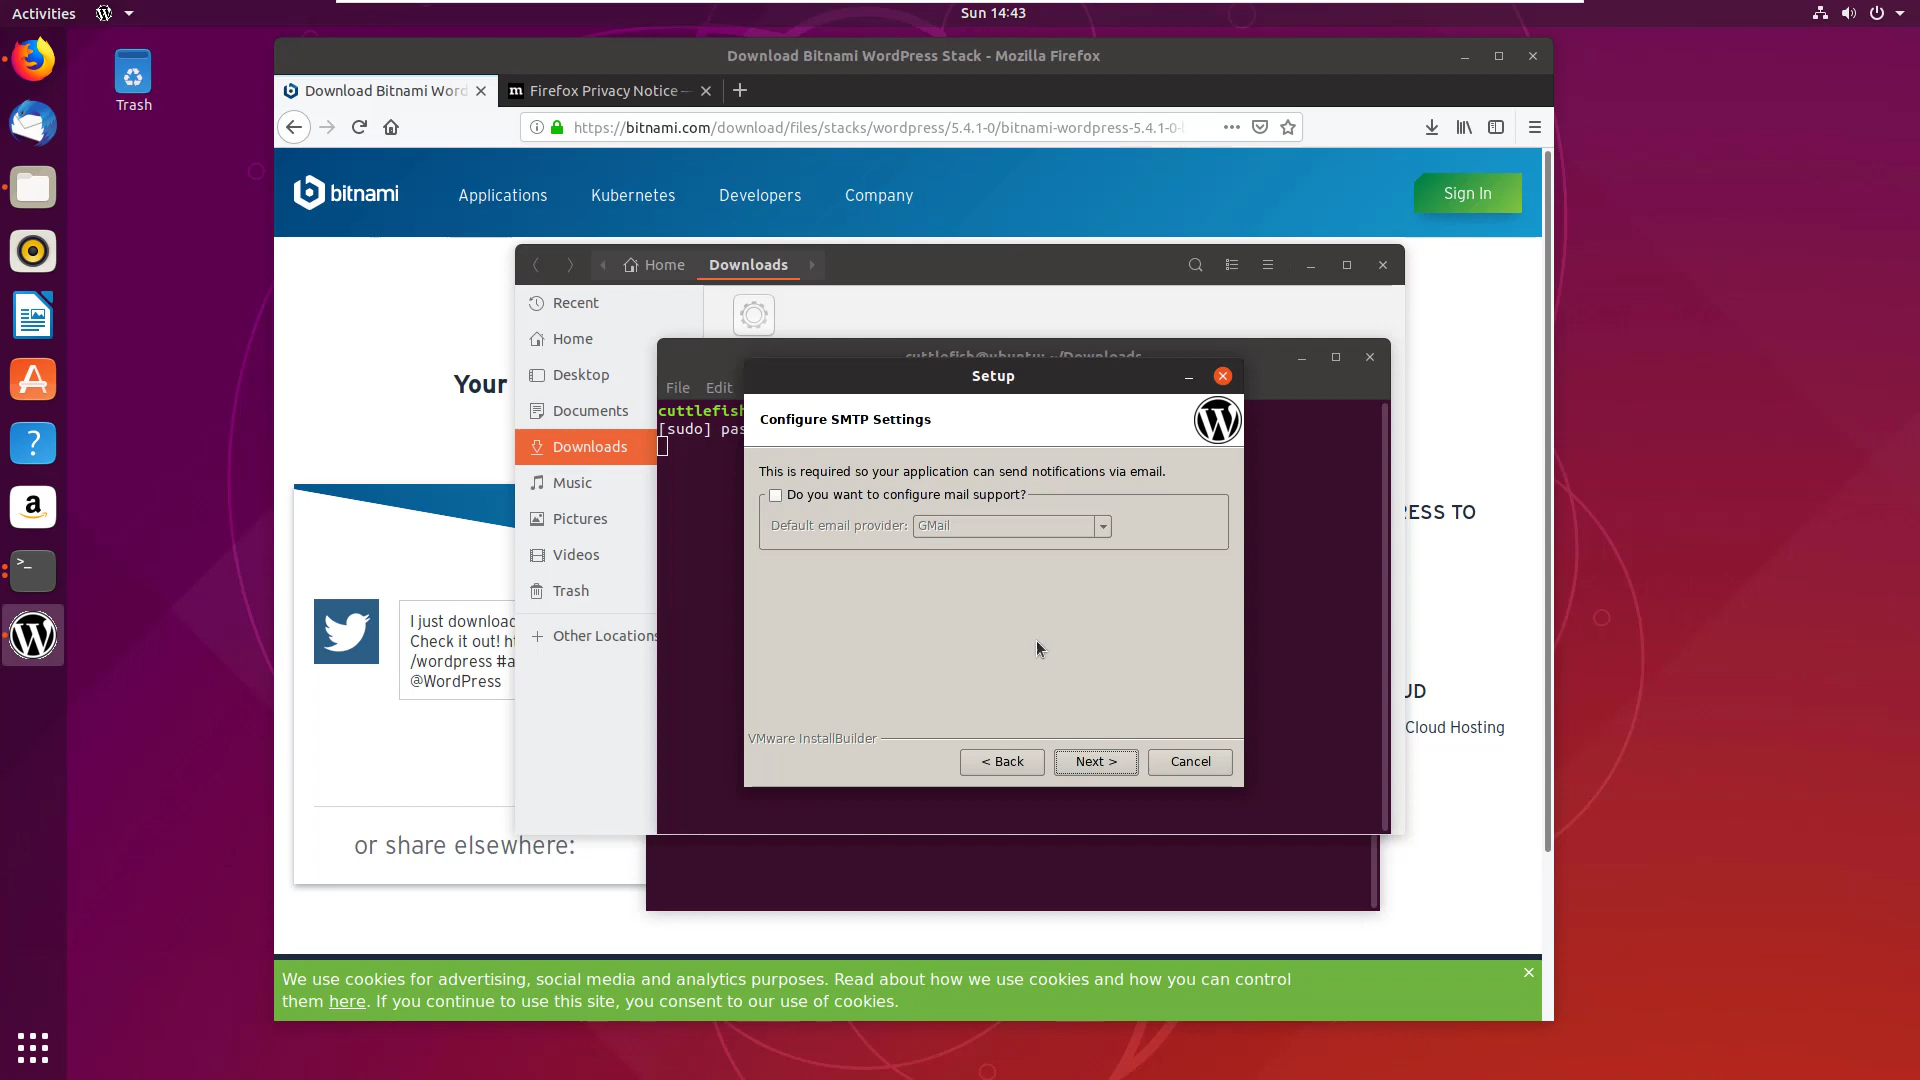 Activities
Sun 14:43
Trash
Download Bitnami WordPress Stack - Mozilla Firefox
Download Bitnami Word
Firefox Privacy Notice —
https://bitnami.com/download/files/stacks/wordpress/5.4.1-0/bitnami-wordpress-5.4.1-0-
bitnami
Applications
Kubernetes
Developers
Company
Sign In
Home
Downloads
Your
Recent
Home
Desktop
Documents
Downloads
Music
Pictures
Videos
Trash
Other Locations
cuttlefish@ubuntu: ~/Downloads
File Edit
cuttlefish
[sudo] pas
Setup
Configure SMTP Settings
This is required so your application can send notifications via email.
Do you want to configure mail support?
Default email provider: GMail
VMware InstallBuilder
< Back
Next >
Cancel
I just download
Check it out! ht
/wordpress #a
@WordPress
or share elsewhere:
RESS TO
UD
Cloud Hosting
We use cookies for advertising, social media and analytics purposes. Read about how we use cookies and how you can control
them here. If you continue to use this site, you consent to our use of cookies.